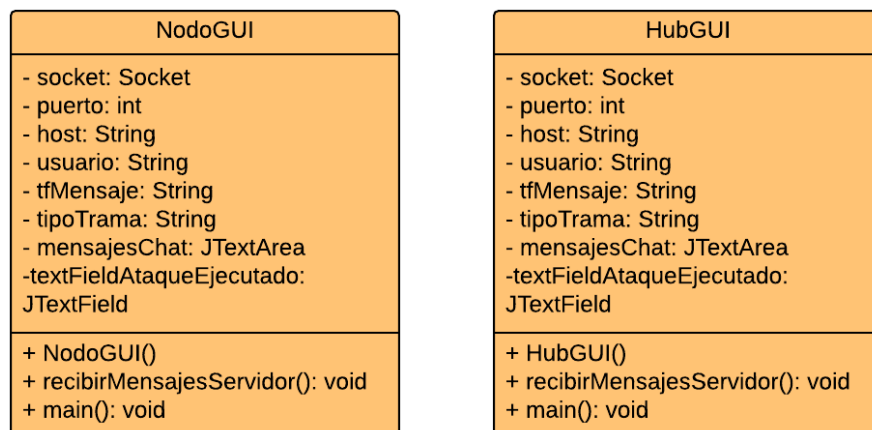 NodoGUI
- socket: Socket
- puerto: int
- host: String
- usuario: String
- tfMensaje: String
- tipoTrama: String
- mensajesChat: JTextArea
-textFieldAtaqueEjecutado:
JTextField
+ NodoGUI()
+ recibirMensajesServidor(): void
+ main(): void
HubGUI
- socket: Socket
- puerto: int
- host: String
- usuario: String
- tfMensaje: String
- tipoTrama: String
- mensajesChat: JTextArea
-textFieldAtaqueEjecutado:
JTextField
+ HubGUI()
+ recibirMensajesServidor(): void
+ main(): void